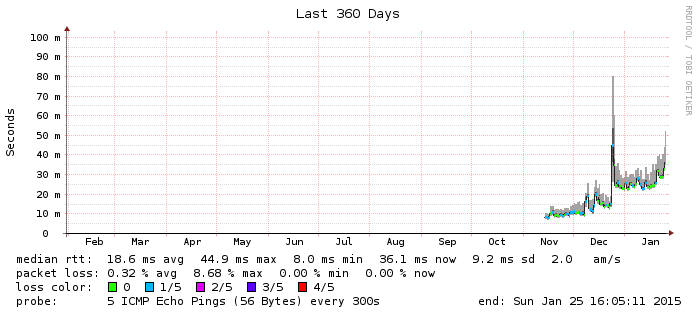 Last 360 Days
RRDTOOL / TOBI OETIKER
Seconds
100 m
90 m
80 m
70 m
60 m
50 m
40 m
30 m
20 m
10 m
0
Feb Mar Apr May Jun Jul Aug Sep Oct Nov Dec Jan
median rtt: 18.6 ms avg 44.9 ms max 8.0 ms min 36.1 ms now 9.2 ms sd 2.0 am/s
packet loss: 0.32 % avg 8.68 % max 0.00 % min 0.00 % now
loss color: 0 1/5 2/5 3/5 4/5
probe: 5 ICMP Echo Pings (56 Bytes) every 300s end: Sun Jan 25 16:05:11 2015